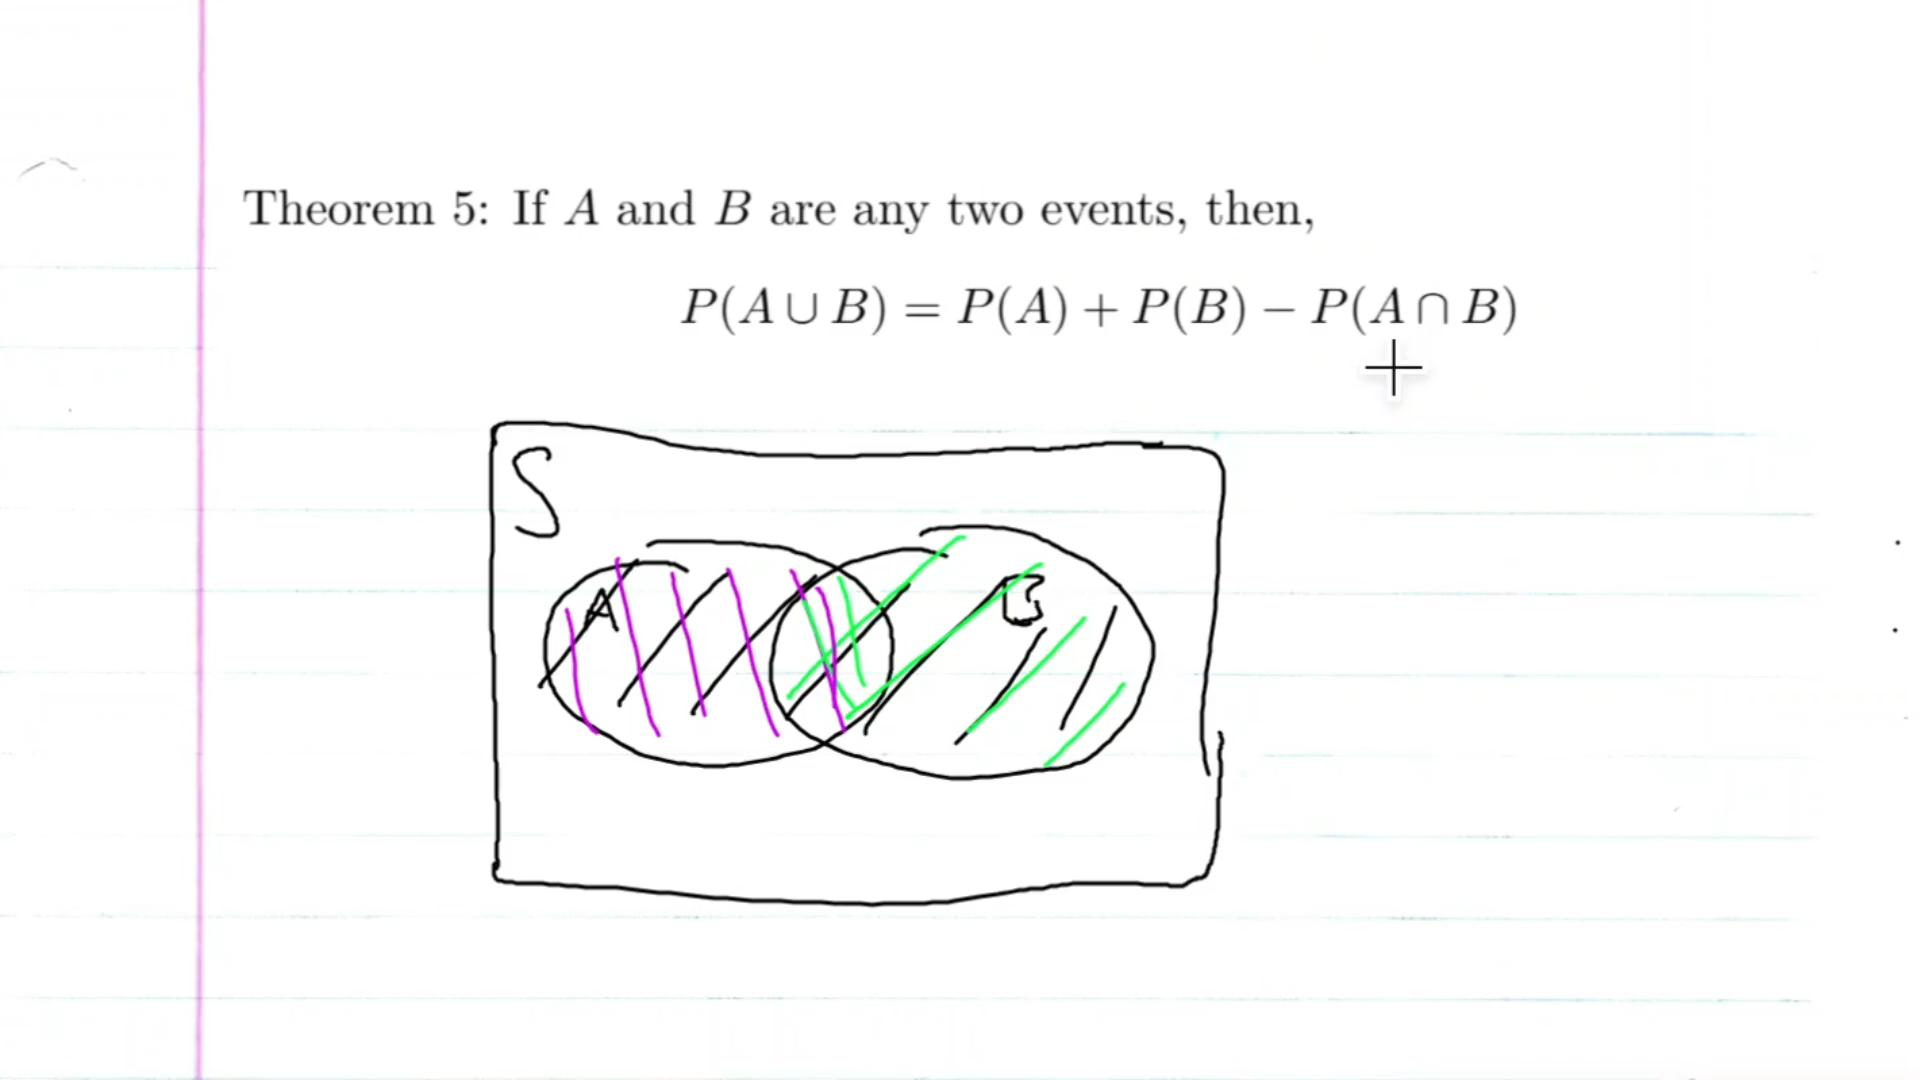 Theorem 5: If A and B are any two events, then,
P(A ∪ B) = P(A) + P(B) − P(A ∩ B)
S
A
B